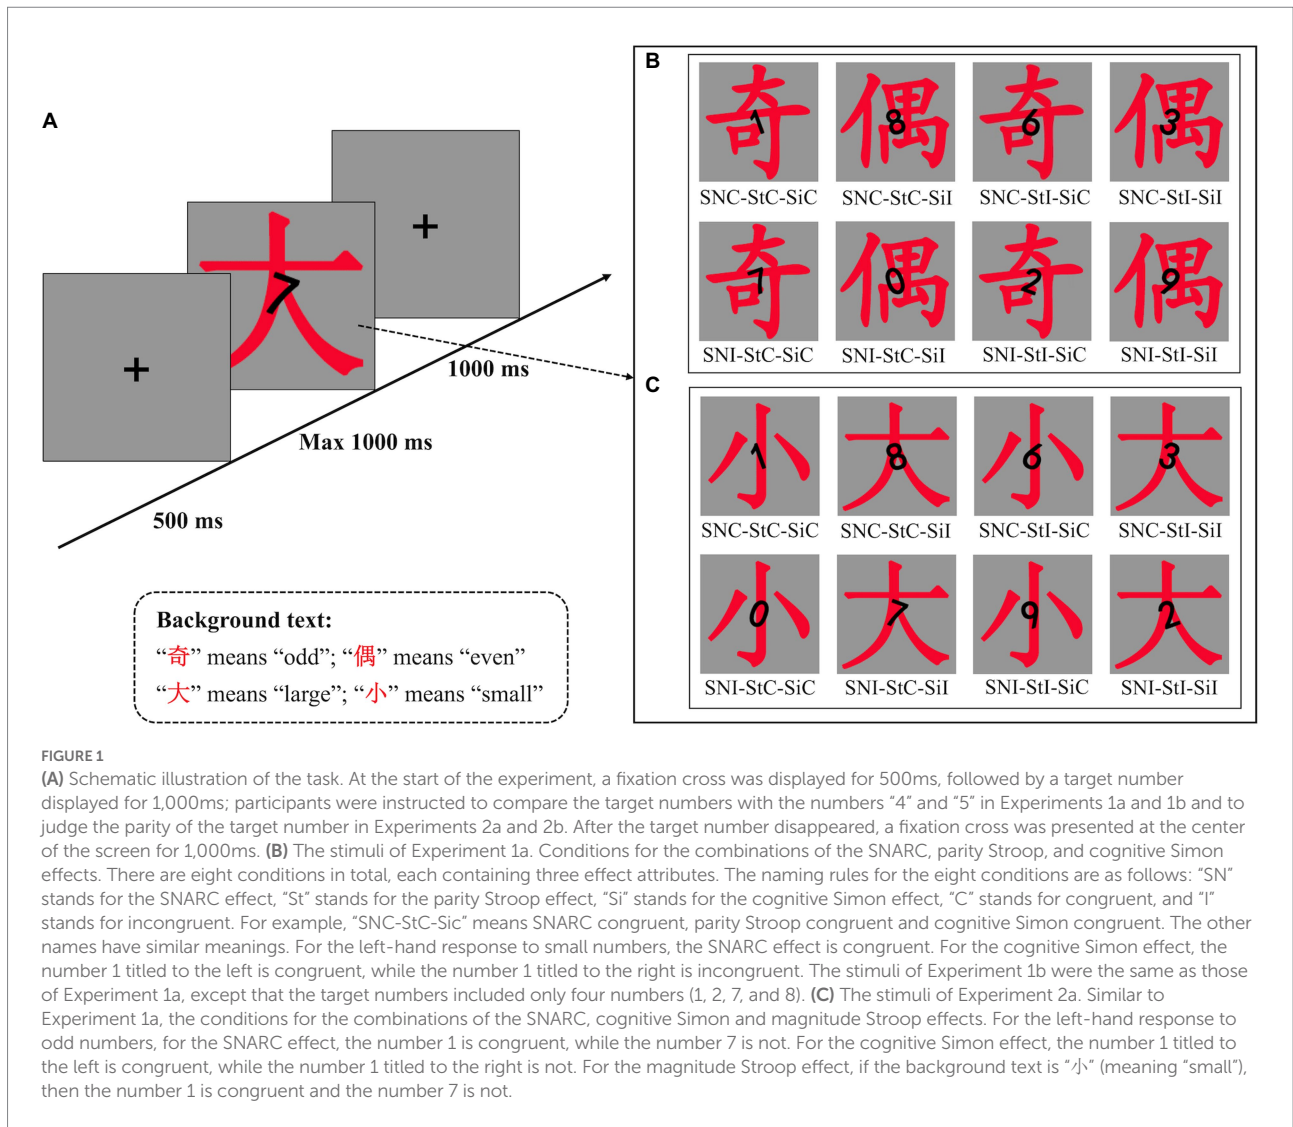 A
大
7
1000 ms
Max 1000 ms
500 ms
Background text:
“奇” means “odd”; “偶” means “even”
“大” means “large”; “小” means “small”
B
奇 偶 奇 偶
1 8 6 3
SNC-StC-SiC SNC-StC-SiI SNC-StI-SiC SNC-StI-SiI
奇 偶 奇 偶
7 0 2 9
SNI-StC-SiC SNI-StC-SiI SNI-StI-SiC SNI-StI-SiI
C
小 大 小 大
1 8 6 3
SNC-StC-SiC SNC-StC-SiI SNC-StI-SiC SNC-StI-SiI
小 大 小 大
0 7 9 2
SNI-StC-SiC SNI-StC-SiI SNI-StI-SiC SNI-StI-SiI
FIGURE 1
(A) Schematic illustration of the task. At the start of the experiment, a fixation cross was displayed for 500ms, followed by a target number
displayed for 1,000ms; participants were instructed to compare the target numbers with the numbers “4” and “5” in Experiments 1a and 1b and to
judge the parity of the target number in Experiments 2a and 2b. After the target number disappeared, a fixation cross was presented at the center
of the screen for 1,000ms. (B) The stimuli of Experiment 1a. Conditions for the combinations of the SNARC, parity Stroop, and cognitive Simon
effects. There are eight conditions in total, each containing three effect attributes. The naming rules for the eight conditions are as follows: “SN”
stands for the SNARC effect, “St” stands for the parity Stroop effect, “Si” stands for the cognitive Simon effect, “C” stands for congruent, and “I”
stands for incongruent. For example, “SNC-StC-Sic” means SNARC congruent, parity Stroop congruent and cognitive Simon congruent. The other
names have similar meanings. For the left-hand response to small numbers, the SNARC effect is congruent. For the cognitive Simon effect, the
number 1 titled to the left is congruent, while the number 1 titled to the right is incongruent. The stimuli of Experiment 1b were the same as those
of Experiment 1a, except that the target numbers included only four numbers (1, 2, 7, and 8). (C) The stimuli of Experiment 2a. Similar to
Experiment 1a, the conditions for the combinations of the SNARC, cognitive Simon and magnitude Stroop effects. For the left-hand response to
odd numbers, for the SNARC effect, the number 1 is congruent, while the number 7 is not. For the cognitive Simon effect, the number 1 titled to
the left is congruent, while the number 1 titled to the right is not. For the magnitude Stroop effect, if the background text is “小” (meaning “small”),
then the number 1 is congruent and the number 7 is not.